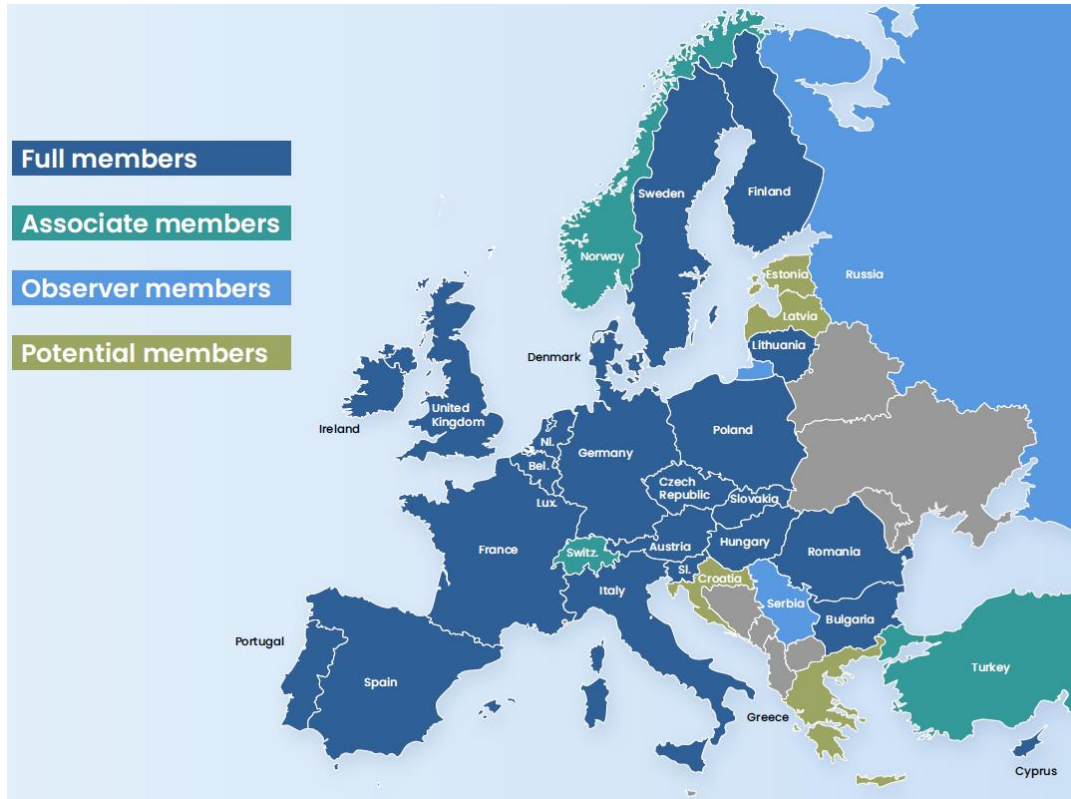 Full members
Associate members
Observer members
Potential members
Sweden
Finland
Norway
Estonia
Russia
Latvia
Lithuania
Denmark
United
Kingdom
Ireland
Nl.
Bel.
Lux.
Germany
Poland
Czech
Republic
Slovakia
France
Switz.
Austria
Hungary
Romania
Sl.
Croatia
Italy
Serbia
Bulgaria
Portugal
Spain
Turkey
Greece
Cyprus